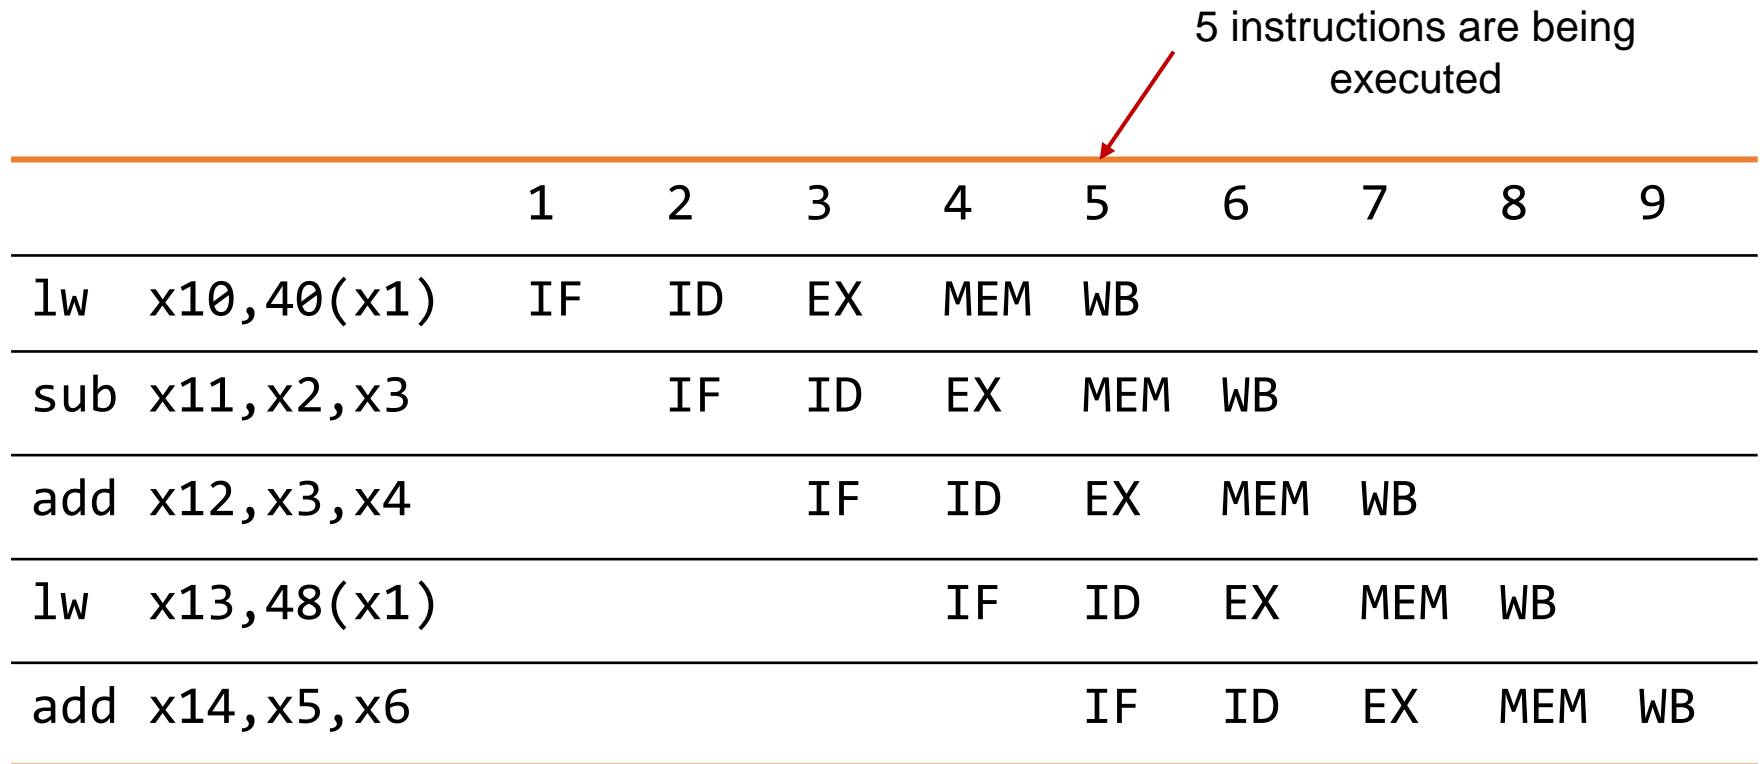 5 instructions are being
executed
1 2 3 4 5 6 7 8 9
lw x10,40(x1) IF ID EX MEM WB
sub x11,x2,x3 IF ID EX MEM WB
add x12,x3,x4 IF ID EX MEM WB
lw x13,48(x1) IF ID EX MEM WB
add x14,x5,x6 IF ID EX MEM WB